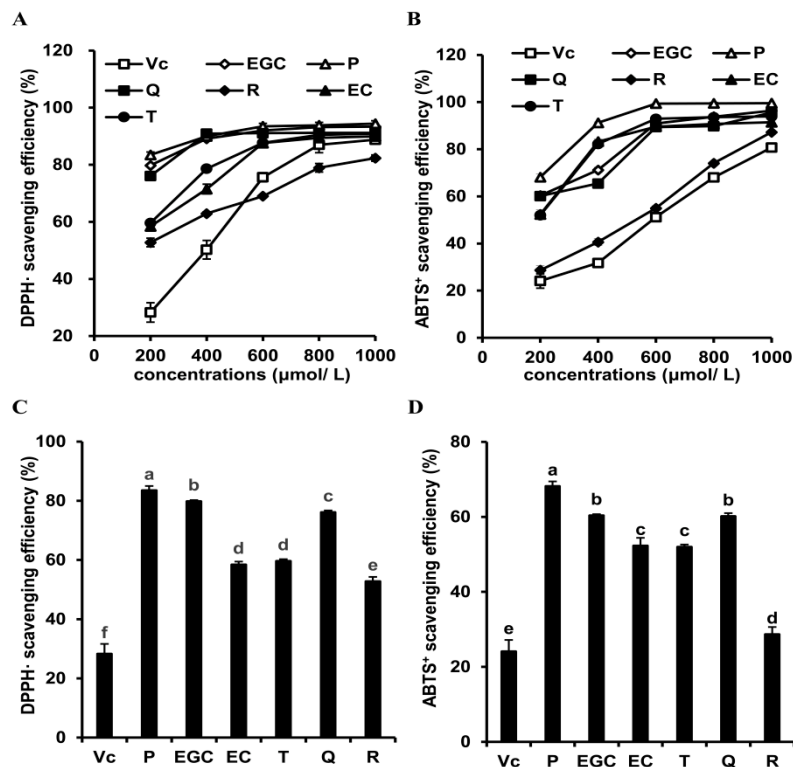 A
DPPH· scavenging efficiency (%)
120
100
80
60
40
20
Vc
EGC
P
Q
R
EC
T
0
200
400
600
800
1000
concentrations (µmol/ L)
B
ABTS⁺ scavenging efficiency (%)
120
100
80
60
40
20
0
Vc
EGC
P
Q
R
EC
T
0
200
400
600
800
1000
concentrations (µmol/ L)
C
DPPH· scavenging efficiency (%)
100
80
60
40
20
0
f
a
b
d
d
c
e
Vc
P
EGC
EC
T
Q
R
D
ABTS⁺ scavenging efficiency (%)
80
60
40
20
0
e
a
b
c
c
b
d
Vc
P
EGC
EC
T
Q
R